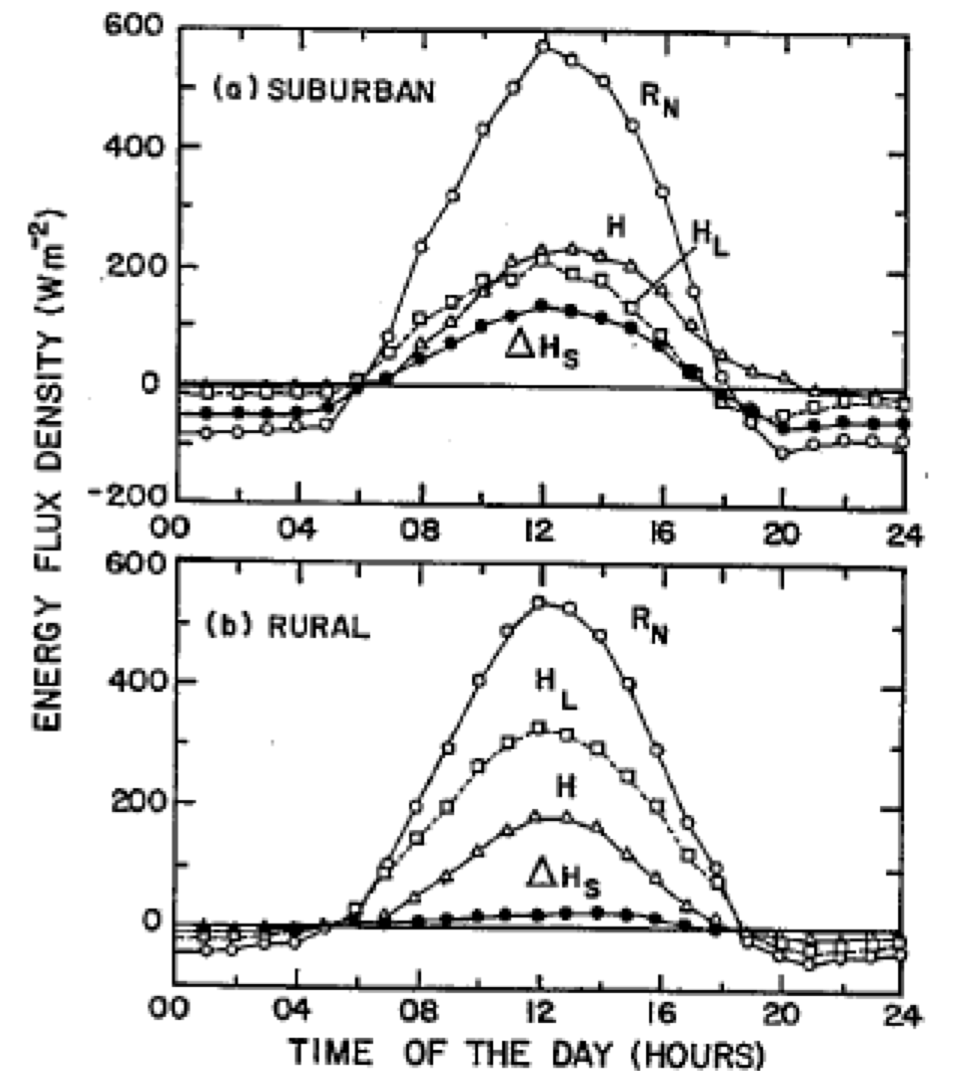 600
(a) SUBURBAN
R_N
400
H
H_L
200
ΔH_S
0
-200
00 04 08 12 16 20 24
600
(b) RURAL
R_N
400
H_L
H
200
ΔH_S
0
00 04 08 12 16 20 24
TIME OF THE DAY (HOURS)
ENERGY FLUX DENSITY (Wm⁻²)